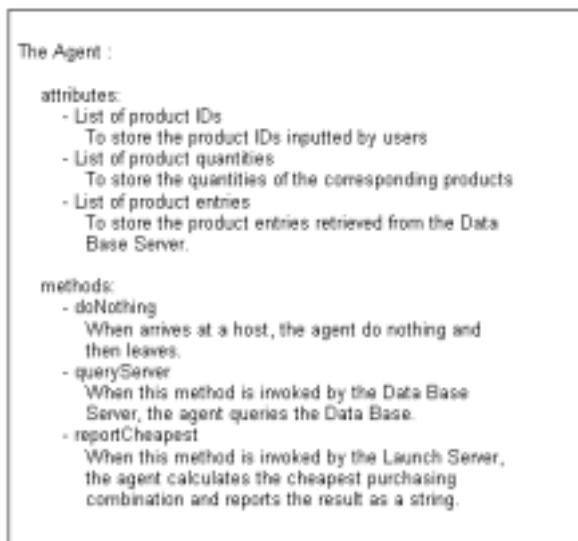 The Agent :
attributes:
- List of product IDs
To store the product IDs inputted by users
- List of product quantities
To store the quantities of the corresponding products
- List of product entries
To store the product entries retrieved from the Data
Base Server.
methods:
- doNothing
When arrives at a host, the agent do nothing and
then leaves.
- queryServer
When this method is invoked by the Data Base
Server, the agent queries the Data Base.
- reportCheapest
When this method is invoked by the Launch Server,
the agent calculates the cheapest purchasing
combination and reports the result as a string.